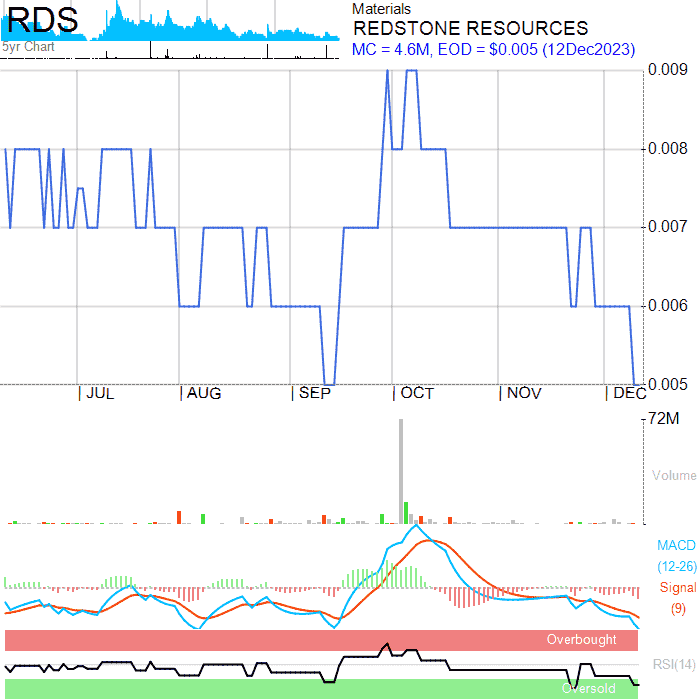 RDS
5yr Chart
Materials
REDSTONE RESOURCES
MC = 4.6M, EOD = $0.005 (12Dec2023)
0.009
0.008
0.007
0.006
0.005
JUL AUG SEP OCT NOV DEC
72M
Volume
MACD
(12-26)
Signal
(9)
Overbought
RSI(14)
Oversold